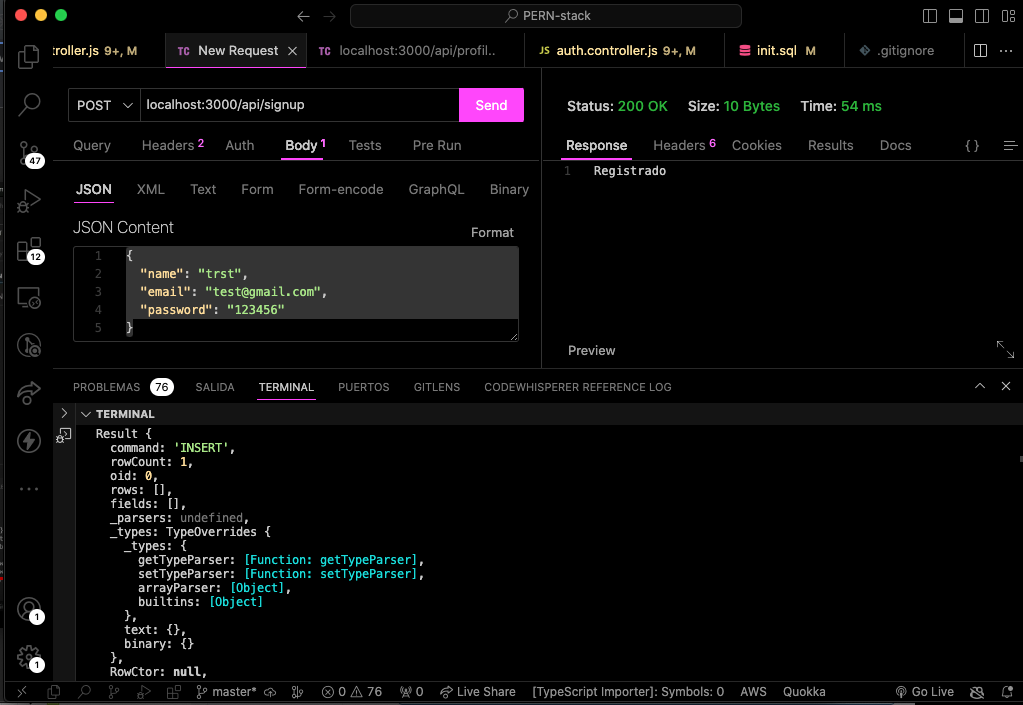 PERN-stack
troller.js 9+, M
TC New Request
TC localhost:3000/api/profil..
JS auth.controller.js 9+, M
init.sql M
.gitignore
POST localhost:3000/api/signup Send
Query Headers 2 Auth Body 1 Tests Pre Run
JSON XML Text Form Form-encode GraphQL Binary
JSON Content
Format
1 {
2 "name": "trst",
3 "email": "test@gmail.com",
4 "password": "123456"
5 }
Status: 200 OK Size: 10 Bytes Time: 54 ms
Response Headers 6 Cookies Results Docs { }
1 Registrado
Preview
47
12
1
1
PROBLEMAS 76 SALIDA TERMINAL PUERTOS GITLENS CODEWHISPERER REFERENCE LOG
TERMINAL
Result {
command: 'INSERT',
rowCount: 1,
oid: 0,
rows: [],
fields: [],
_parsers: undefined,
_types: TypeOverrides {
_types: {
getTypeParser: [Function: getTypeParser],
setTypeParser: [Function: setTypeParser],
arrayParser: [Object],
builtins: [Object]
},
text: {},
binary: {}
},
RowCtor: null,
master* 0 76 0 Live Share [TypeScript Importer]: Symbols: 0 AWS Quokka Go Live